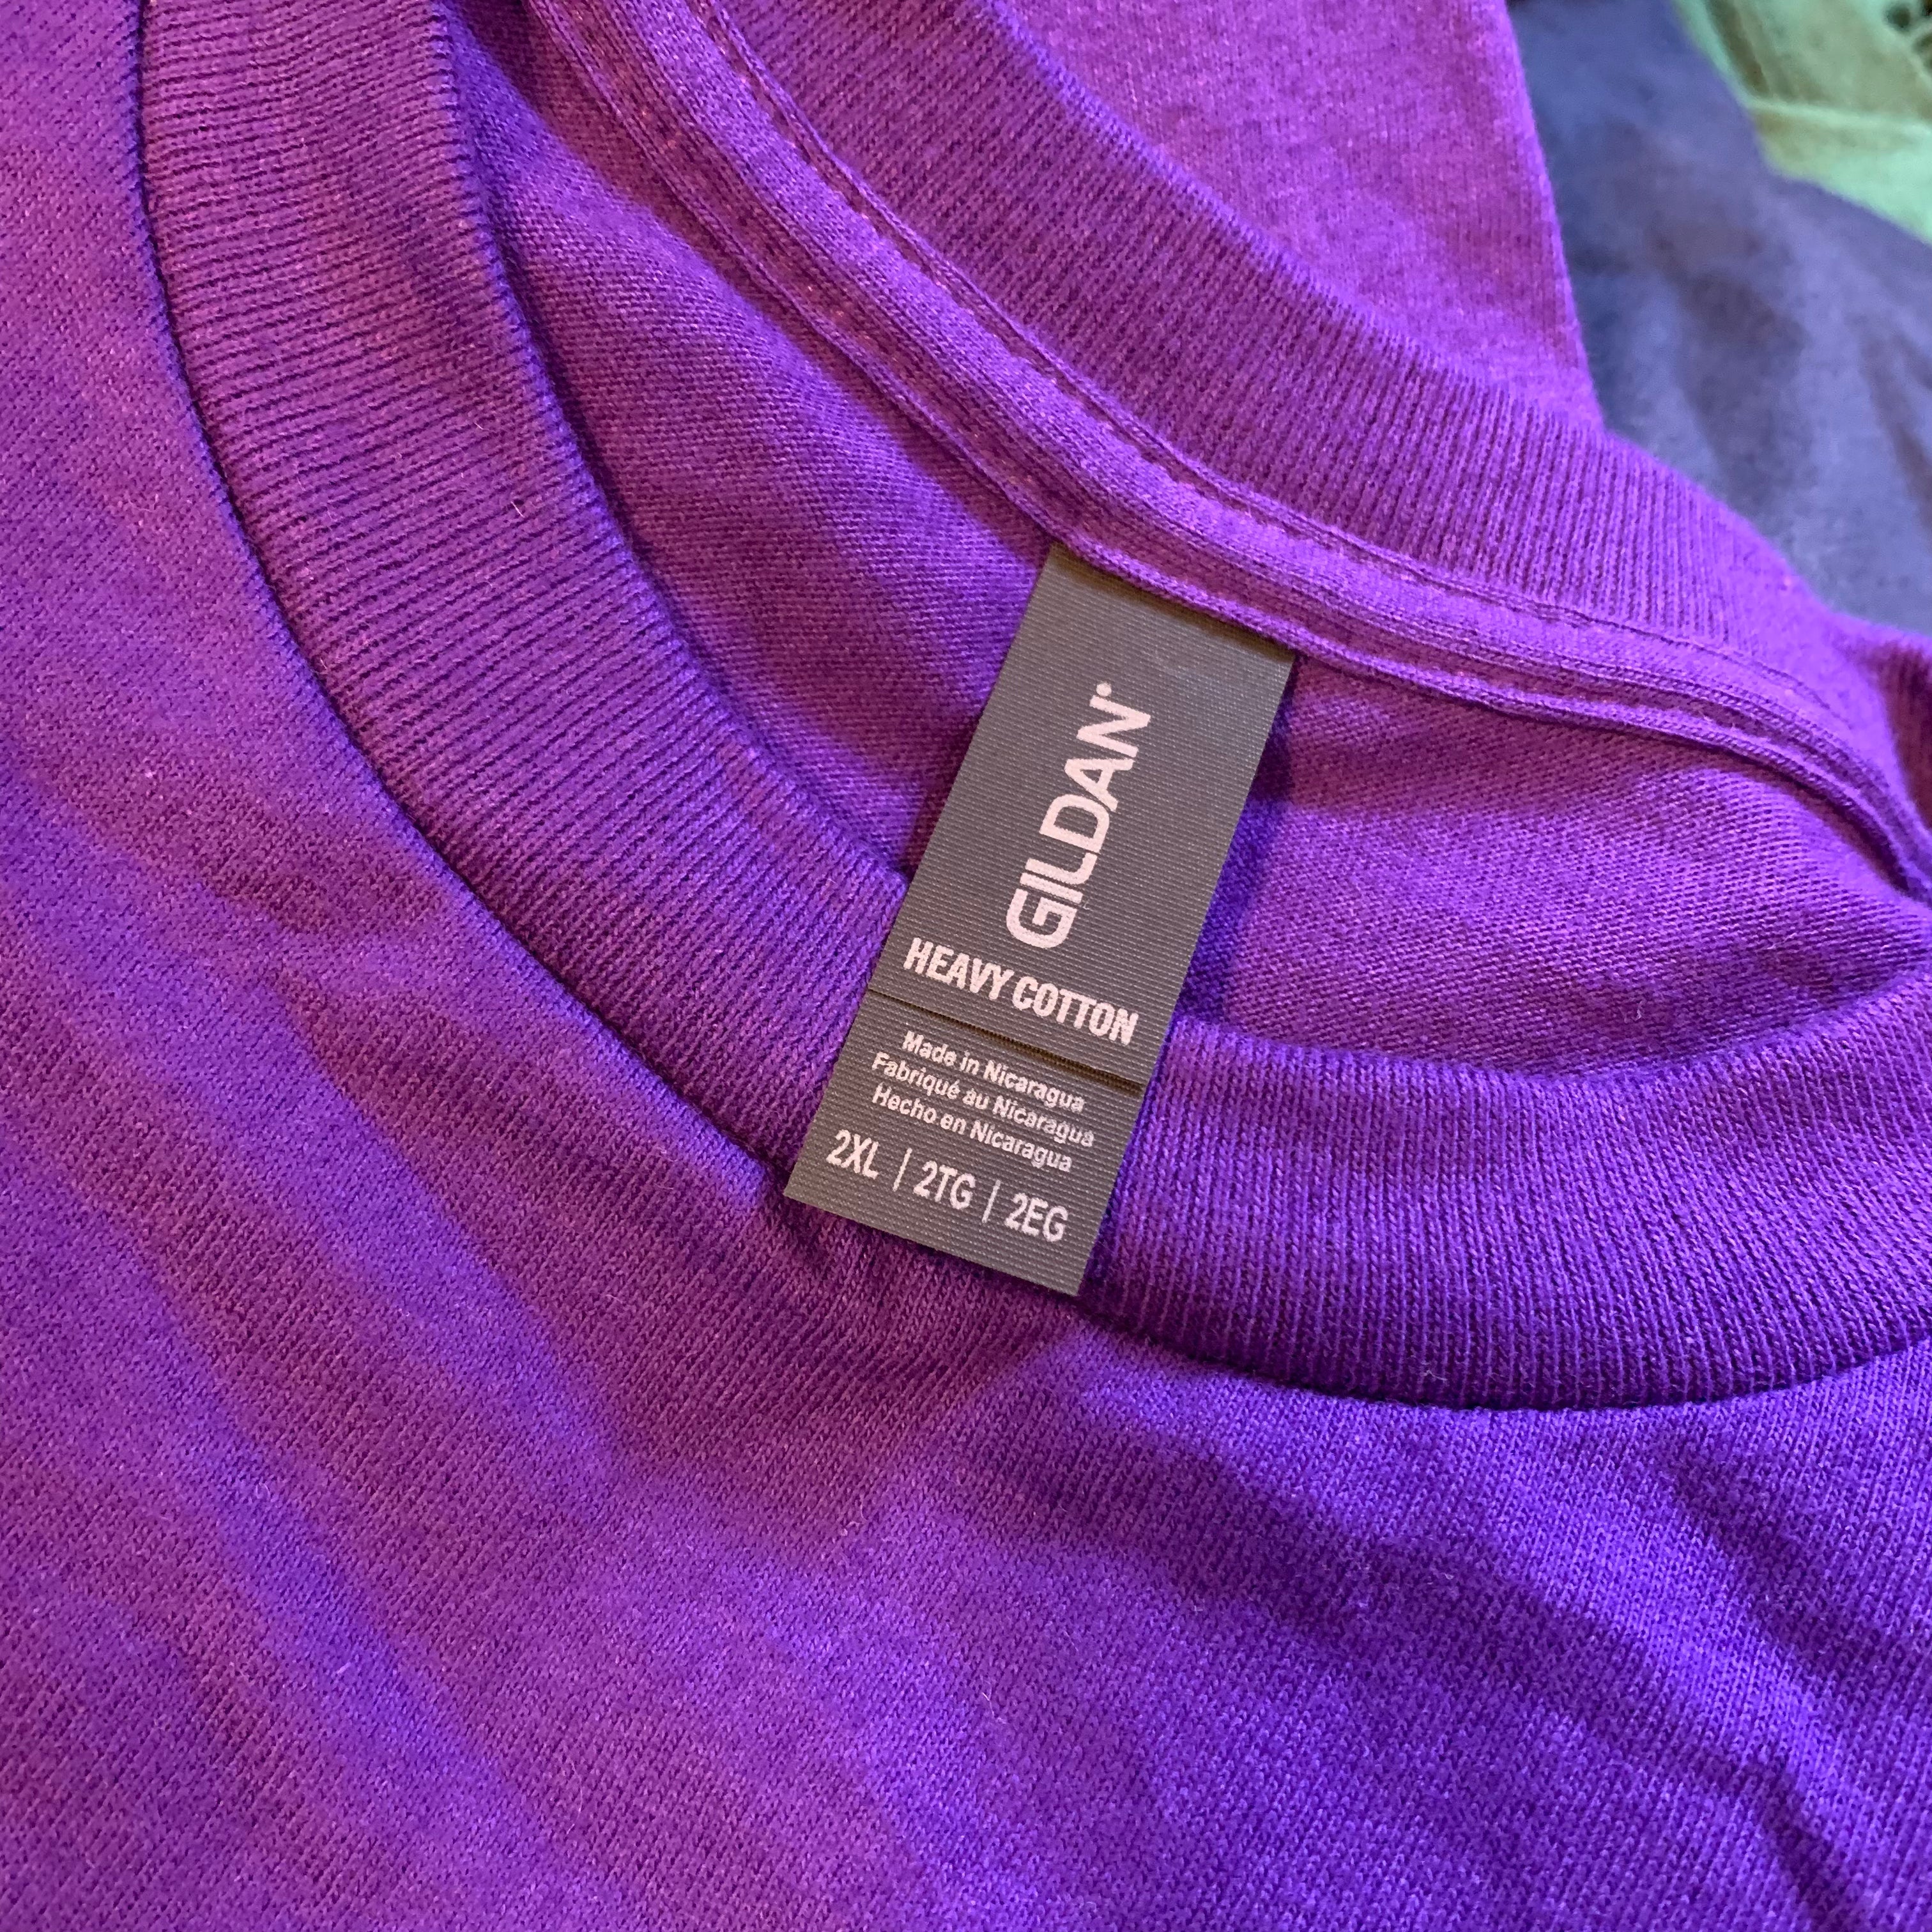 GILDAN®
HEAVY COTTON
Made in Nicaragua
Fabriqué au Nicaragua
Hecho en Nicaragua
2XL | 2TG | 2EG